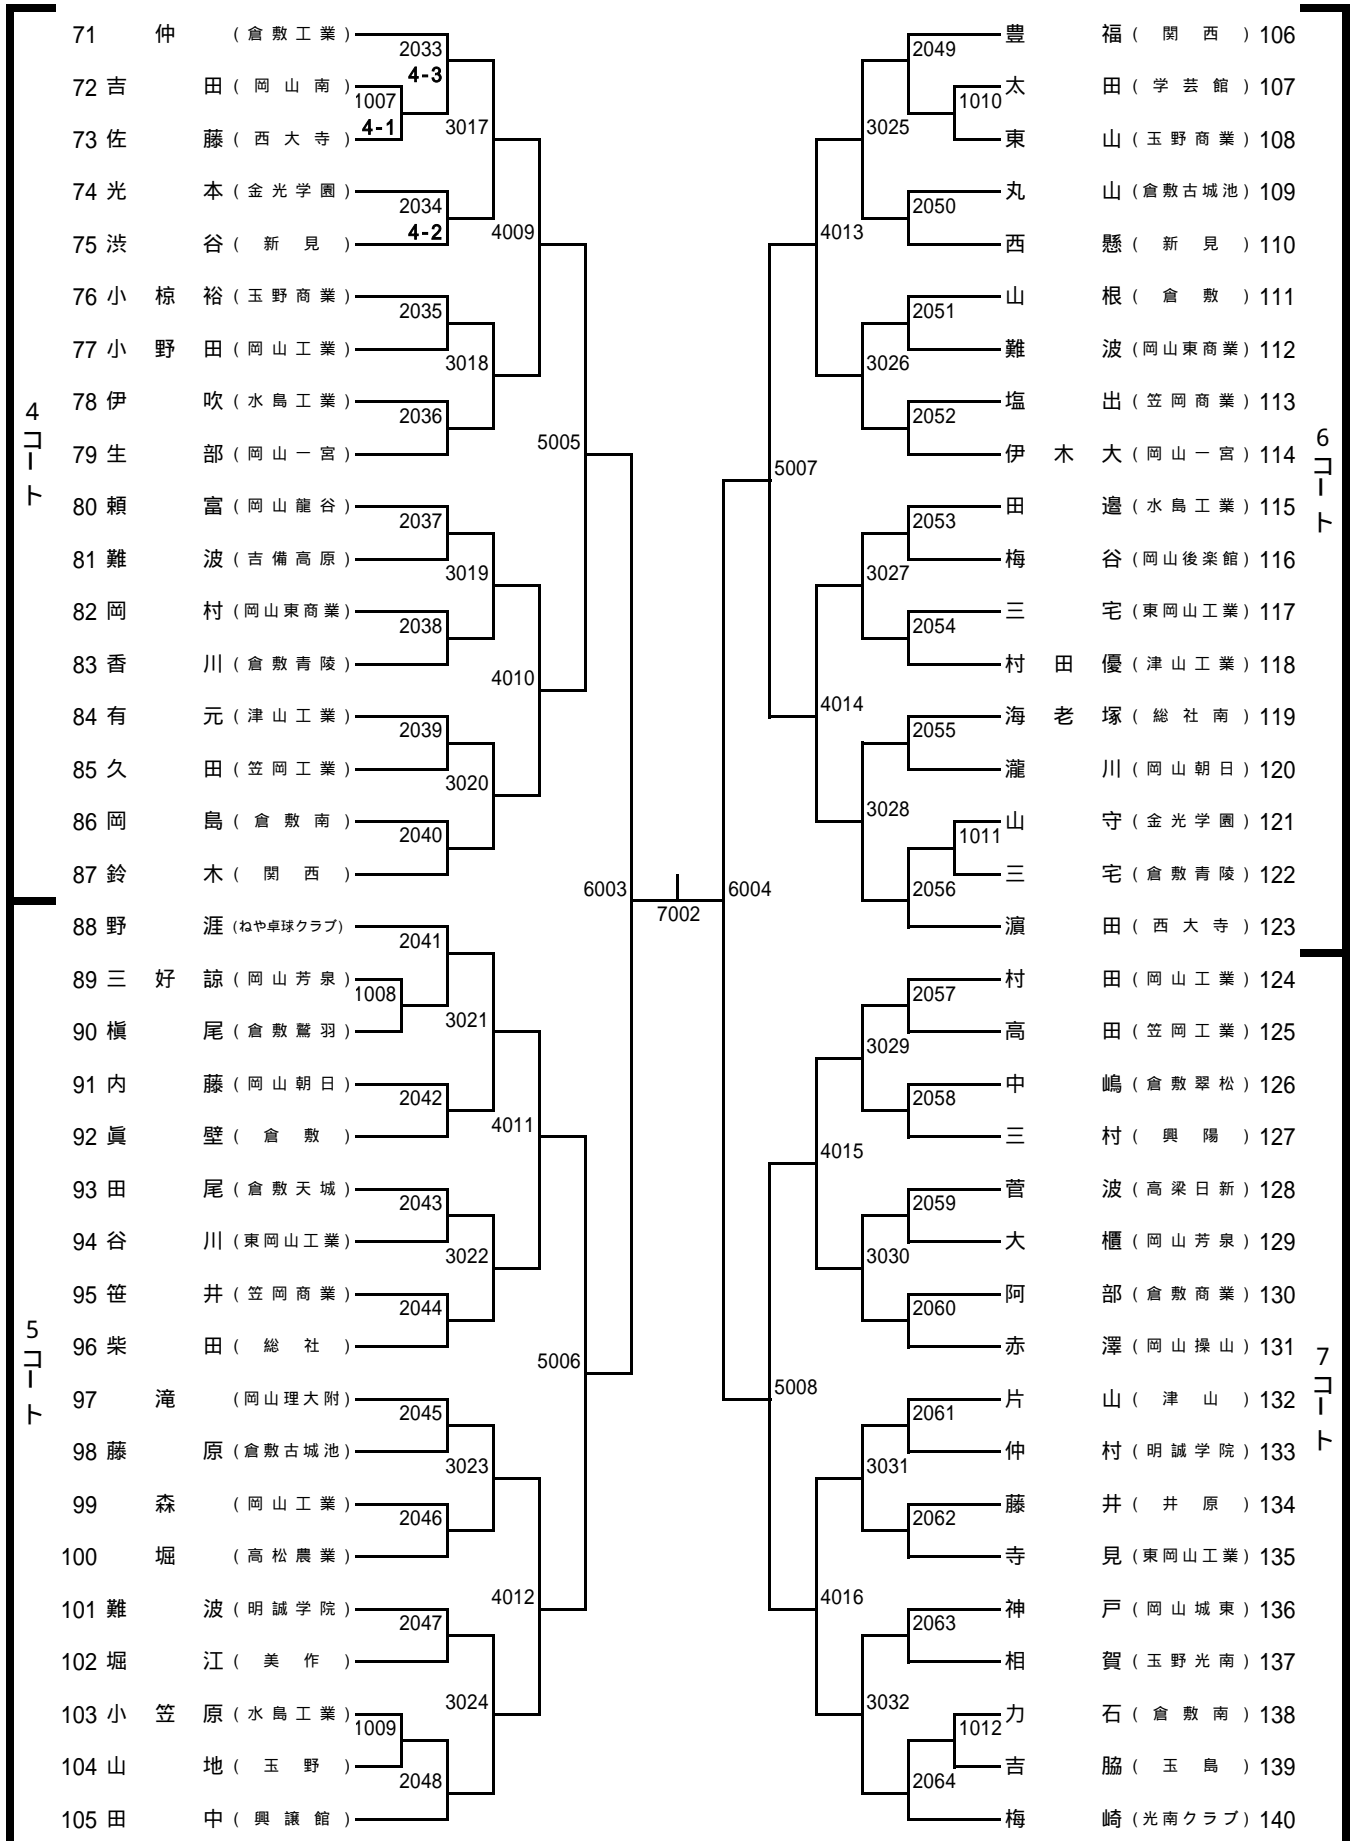 71 仲 (倉敷工業)
2033
4-3
72 吉田 (岡山南)
1007
4-1
3017
73 佐藤 (西大寺)
74 光本 (金光学園)
2034
4-2
4009
75 渋谷 (新見)
76 小椋裕 (玉野商業)
2035
77 小野田 (岡山工業)
3018
78 伊吹 (水島工業)
2036
79 生部 (岡山一宮)
5005
80 頼富 (岡山龍谷)
2037
81 難波 (吉備高原)
3019
82 岡村 (岡山東商業)
2038
83 香川 (倉敷青陵)
4010
84 有元 (津山工業)
2039
85 久田 (笠岡工業)
3020
86 岡島 (倉敷南)
2040
87 鈴木 (関西)
4コート
6003
7002
6004
88 野涯 (ねや卓球クラブ)
2041
89 三好諒 (岡山芳泉)
1008
3021
90 槇尾 (倉敷鷲羽)
91 内藤 (岡山朝日)
2042
4011
92 眞壁 (倉敷)
93 田尾 (倉敷天城)
2043
94 谷川 (東岡山工業)
3022
95 笹井 (笠岡商業)
2044
96 柴田 (総社)
5006
97 滝 (岡山理大附)
2045
98 藤原 (倉敷古城池)
3023
99 森 (岡山工業)
2046
100 堀 (高松農業)
4012
101 難波 (明誠学院)
2047
102 堀江 (美作)
3024
103 小笠原 (水島工業)
1009
104 山地 (玉野)
2048
105 田中 (興譲館)
5コート
豊福 (関西) 106
2049
太田 (学芸館) 107
1010
3025
東山 (玉野商業) 108
丸山 (倉敷古城池) 109
2050
4013
西懸 (新見) 110
山根 (倉敷) 111
2051
難波 (岡山東商業) 112
3026
塩出 (笠岡商業) 113
2052
伊木大 (岡山一宮) 114
5007
田邉 (水島工業) 115
2053
梅谷 (岡山後楽館) 116
3027
三宅 (東岡山工業) 117
2054
村田優 (津山工業) 118
4014
海老塚 (総社南) 119
2055
瀧川 (岡山朝日) 120
3028
山守 (金光学園) 121
1011
三宅 (倉敷青陵) 122
2056
濵田 (西大寺) 123
6コート
村田 (岡山工業) 124
2057
高田 (笠岡工業) 125
3029
中嶋 (倉敷翠松) 126
2058
三村 (興陽) 127
4015
菅波 (高梁日新) 128
2059
大櫃 (岡山芳泉) 129
3030
阿部 (倉敷商業) 130
2060
赤澤 (岡山操山) 131
5008
片山 (津山) 132
2061
仲村 (明誠学院) 133
3031
藤井 (井原) 134
2062
寺見 (東岡山工業) 135
4016
神戸 (岡山城東) 136
2063
相賀 (玉野光南) 137
3032
力石 (倉敷南) 138
1012
吉脇 (玉島) 139
2064
梅崎 (光南クラブ) 140
7コート